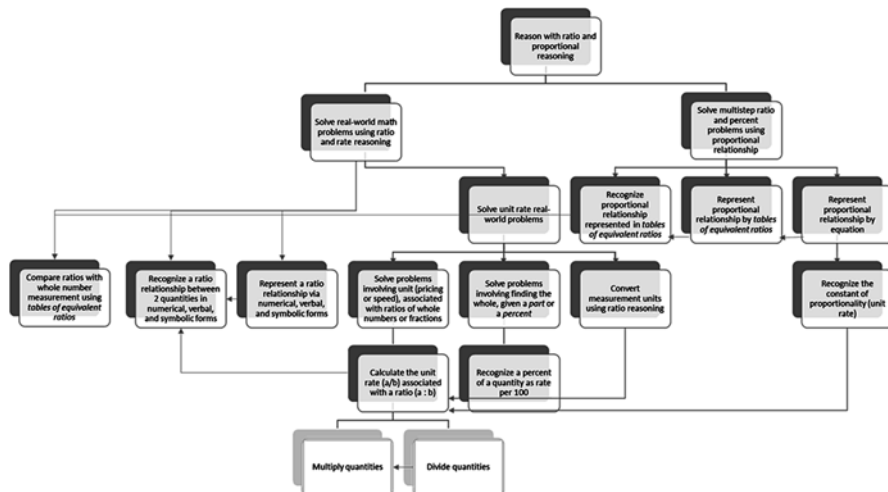 Reason with ratio and
proportional
reasoning
Solve real-world math
problems using ratio
and rate reasoning
Solve multistep ratio
and percent
problems using
proportional
relationship
Solve unit rate real-
world problems
Recognize
proportional
relationship
represented in tables
of equivalent ratios
Represent
proportional
relationship by tables
of equivalent ratios
Represent
proportional
relationship by
equation
Compare ratios with
whole number
measurement using
tables of equivalent
ratios
Recognize a ratio
relationship between
2 quantities in
numerical, verbal,
and symbolic forms
Represent a ratio
relationship via
numerical, verbal, and
symbolic forms
Solve problems
involving unit (pricing
or speed), associated
with ratios of whole
numbers or fractions
Solve problems
involving finding the
whole, given a part or
a percent
Convert
measurement units
using ratio reasoning
Recognize the
constant of
proportionality (unit
rate)
Calculate the unit
rate (a/b) associated
with a ratio (a : b)
Recognize a percent
of a quantity as rate
per 100
Multiply quantities
Divide quantities